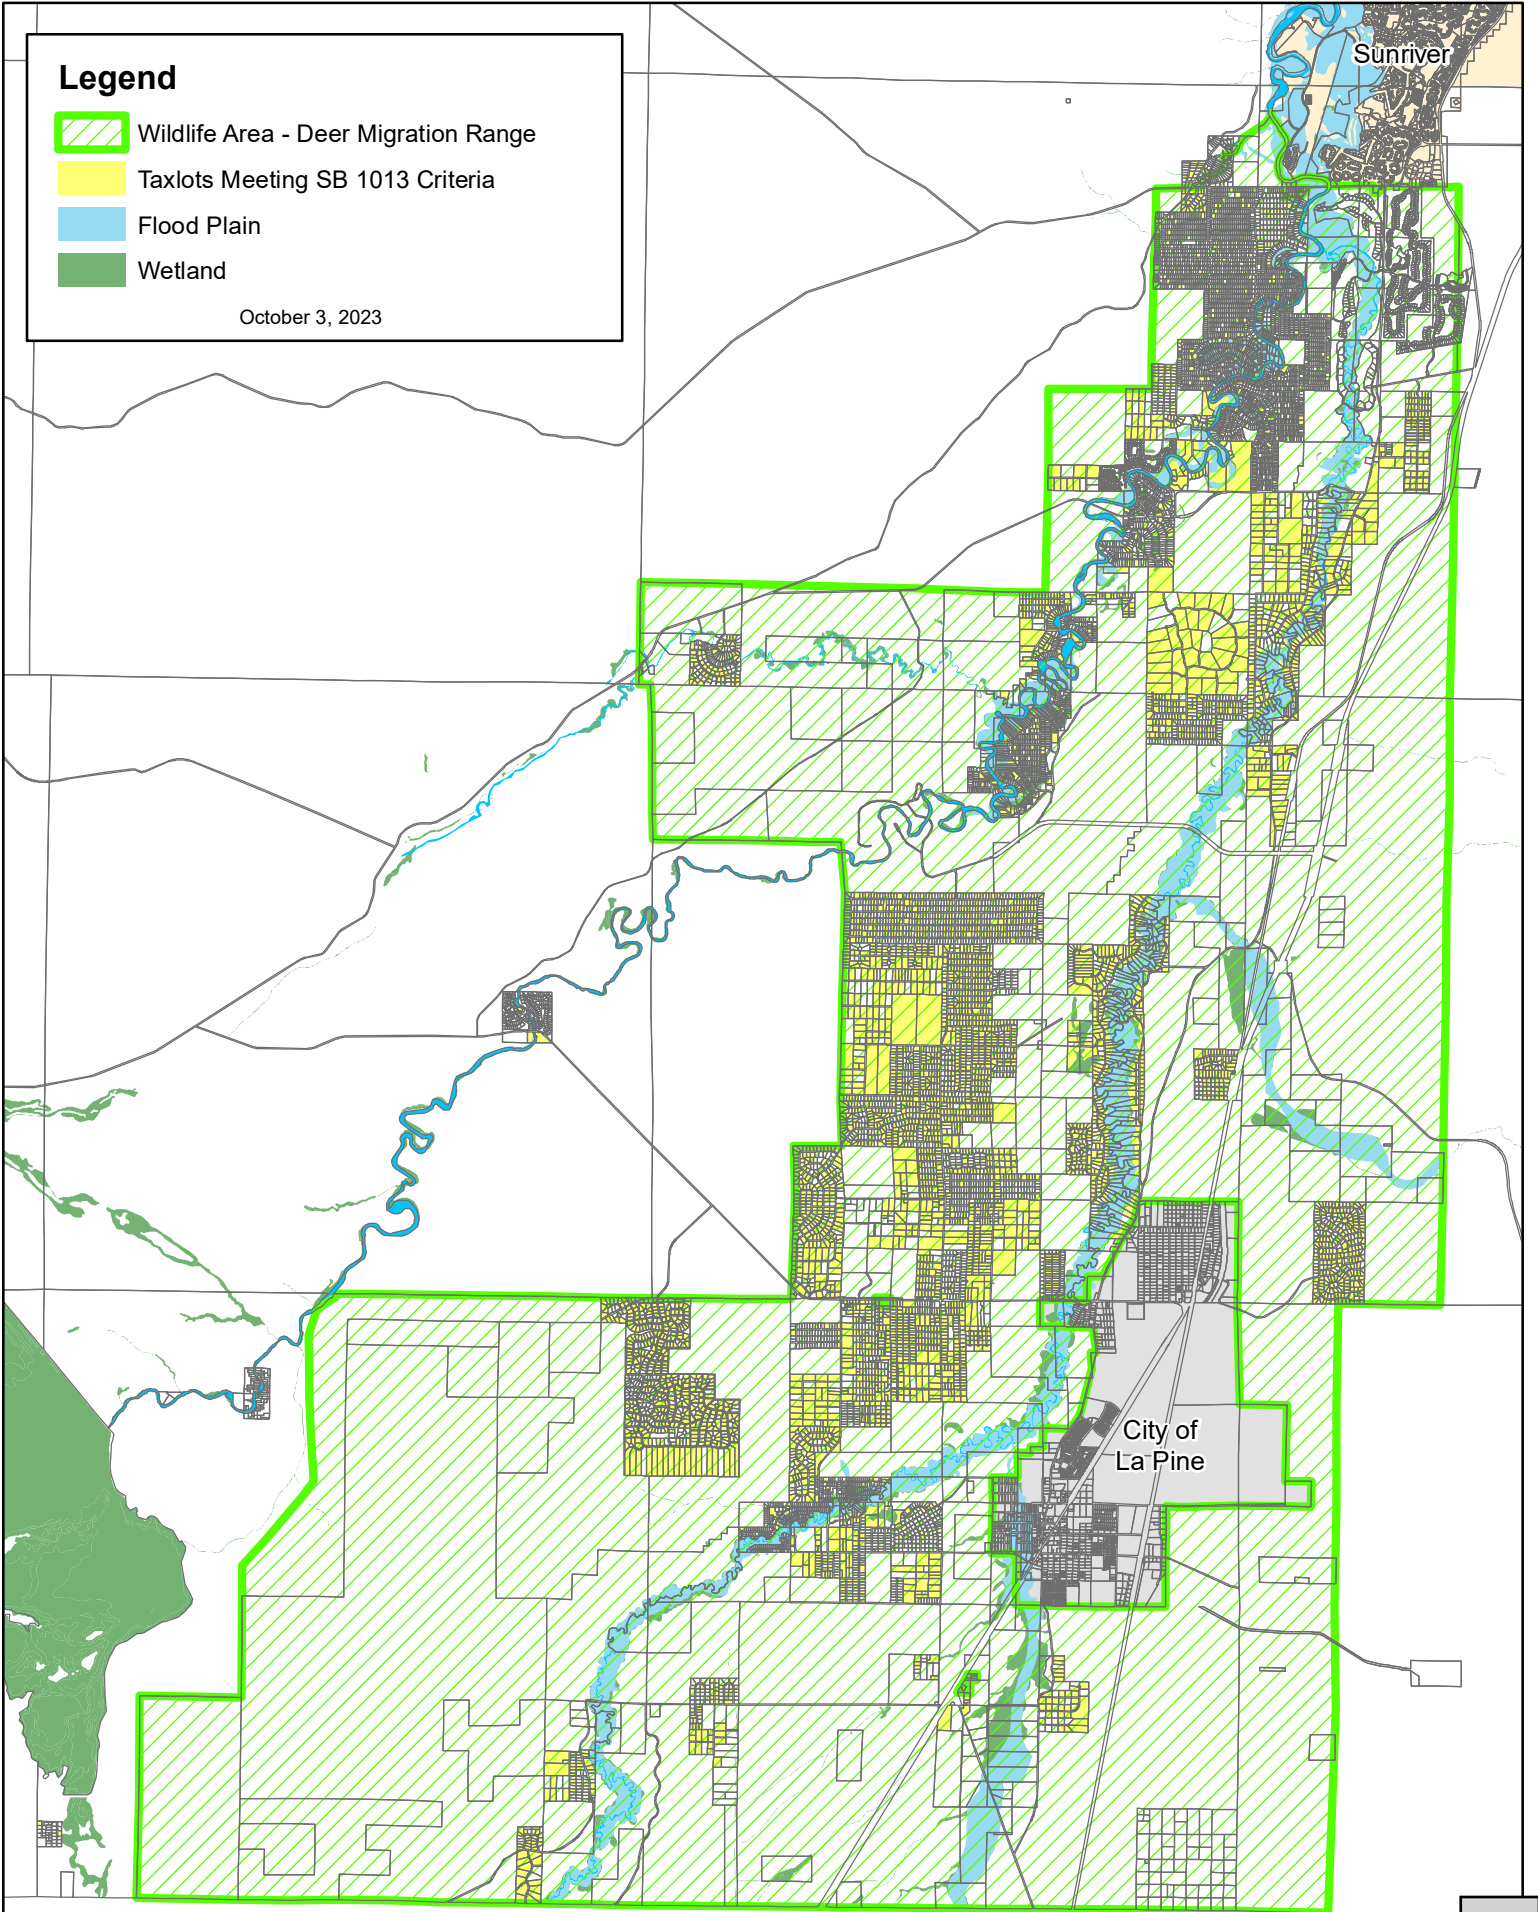 Legend
Wildlife Area - Deer Migration Range
Taxlots Meeting SB 1013 Criteria
Flood Plain
Wetland
October 3, 2023
Sunriver
City of
La Pine